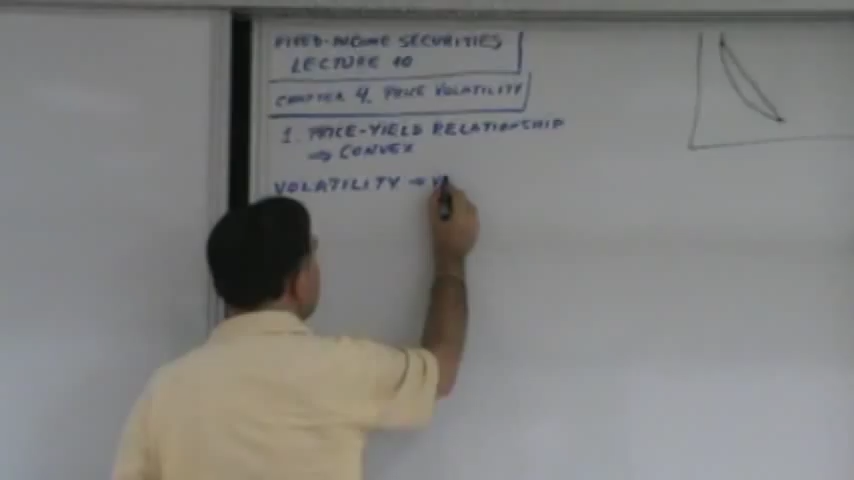 FIXED-INCOME SECURITIES
LECTURE 10
CHAPTER 4. PRICE VOLATILITY
1. PRICE-YIELD RELATIONSHIP
⇒ CONVEX
VOLATILITY →